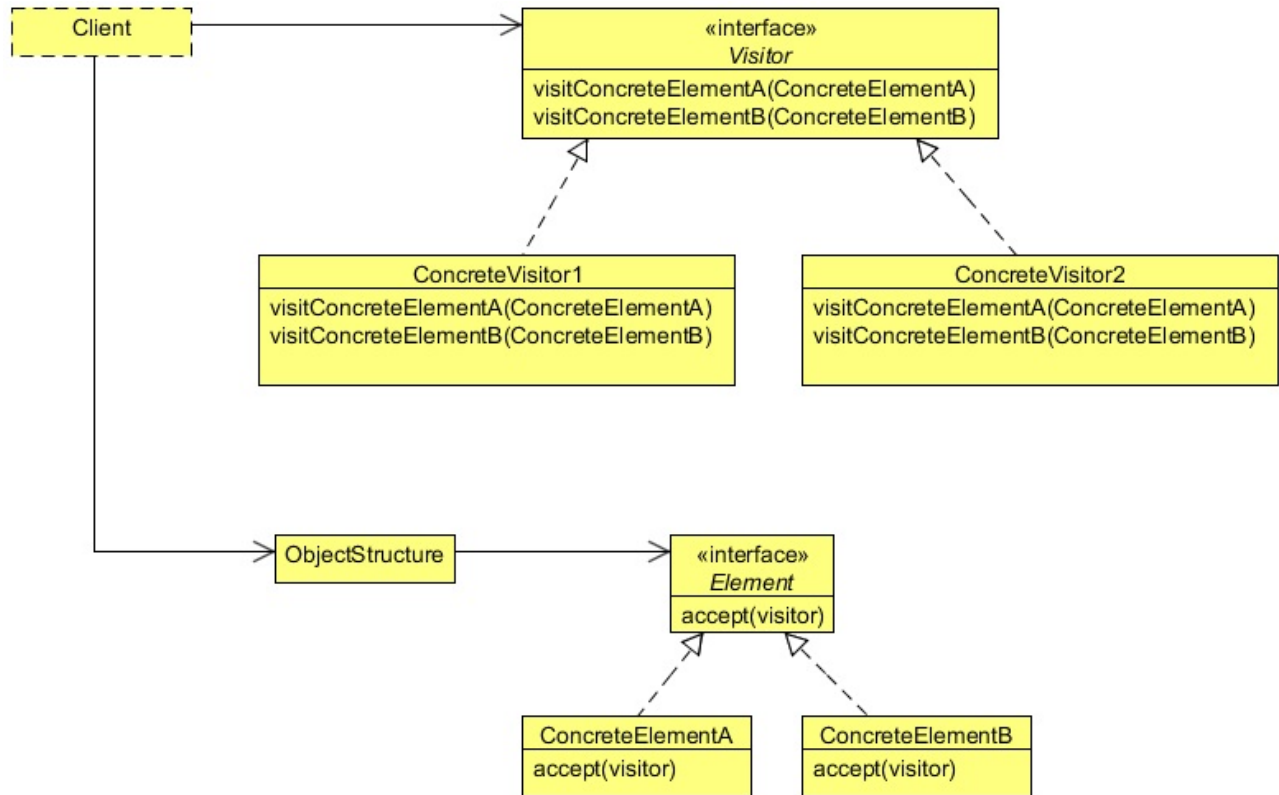 Client
«interface»
Visitor
visitConcreteElementA(ConcreteElementA)
visitConcreteElementB(ConcreteElementB)
ConcreteVisitor1
visitConcreteElementA(ConcreteElementA)
visitConcreteElementB(ConcreteElementB)
ConcreteVisitor2
visitConcreteElementA(ConcreteElementA)
visitConcreteElementB(ConcreteElementB)
ObjectStructure
«interface»
Element
accept(visitor)
ConcreteElementA
accept(visitor)
ConcreteElementB
accept(visitor)